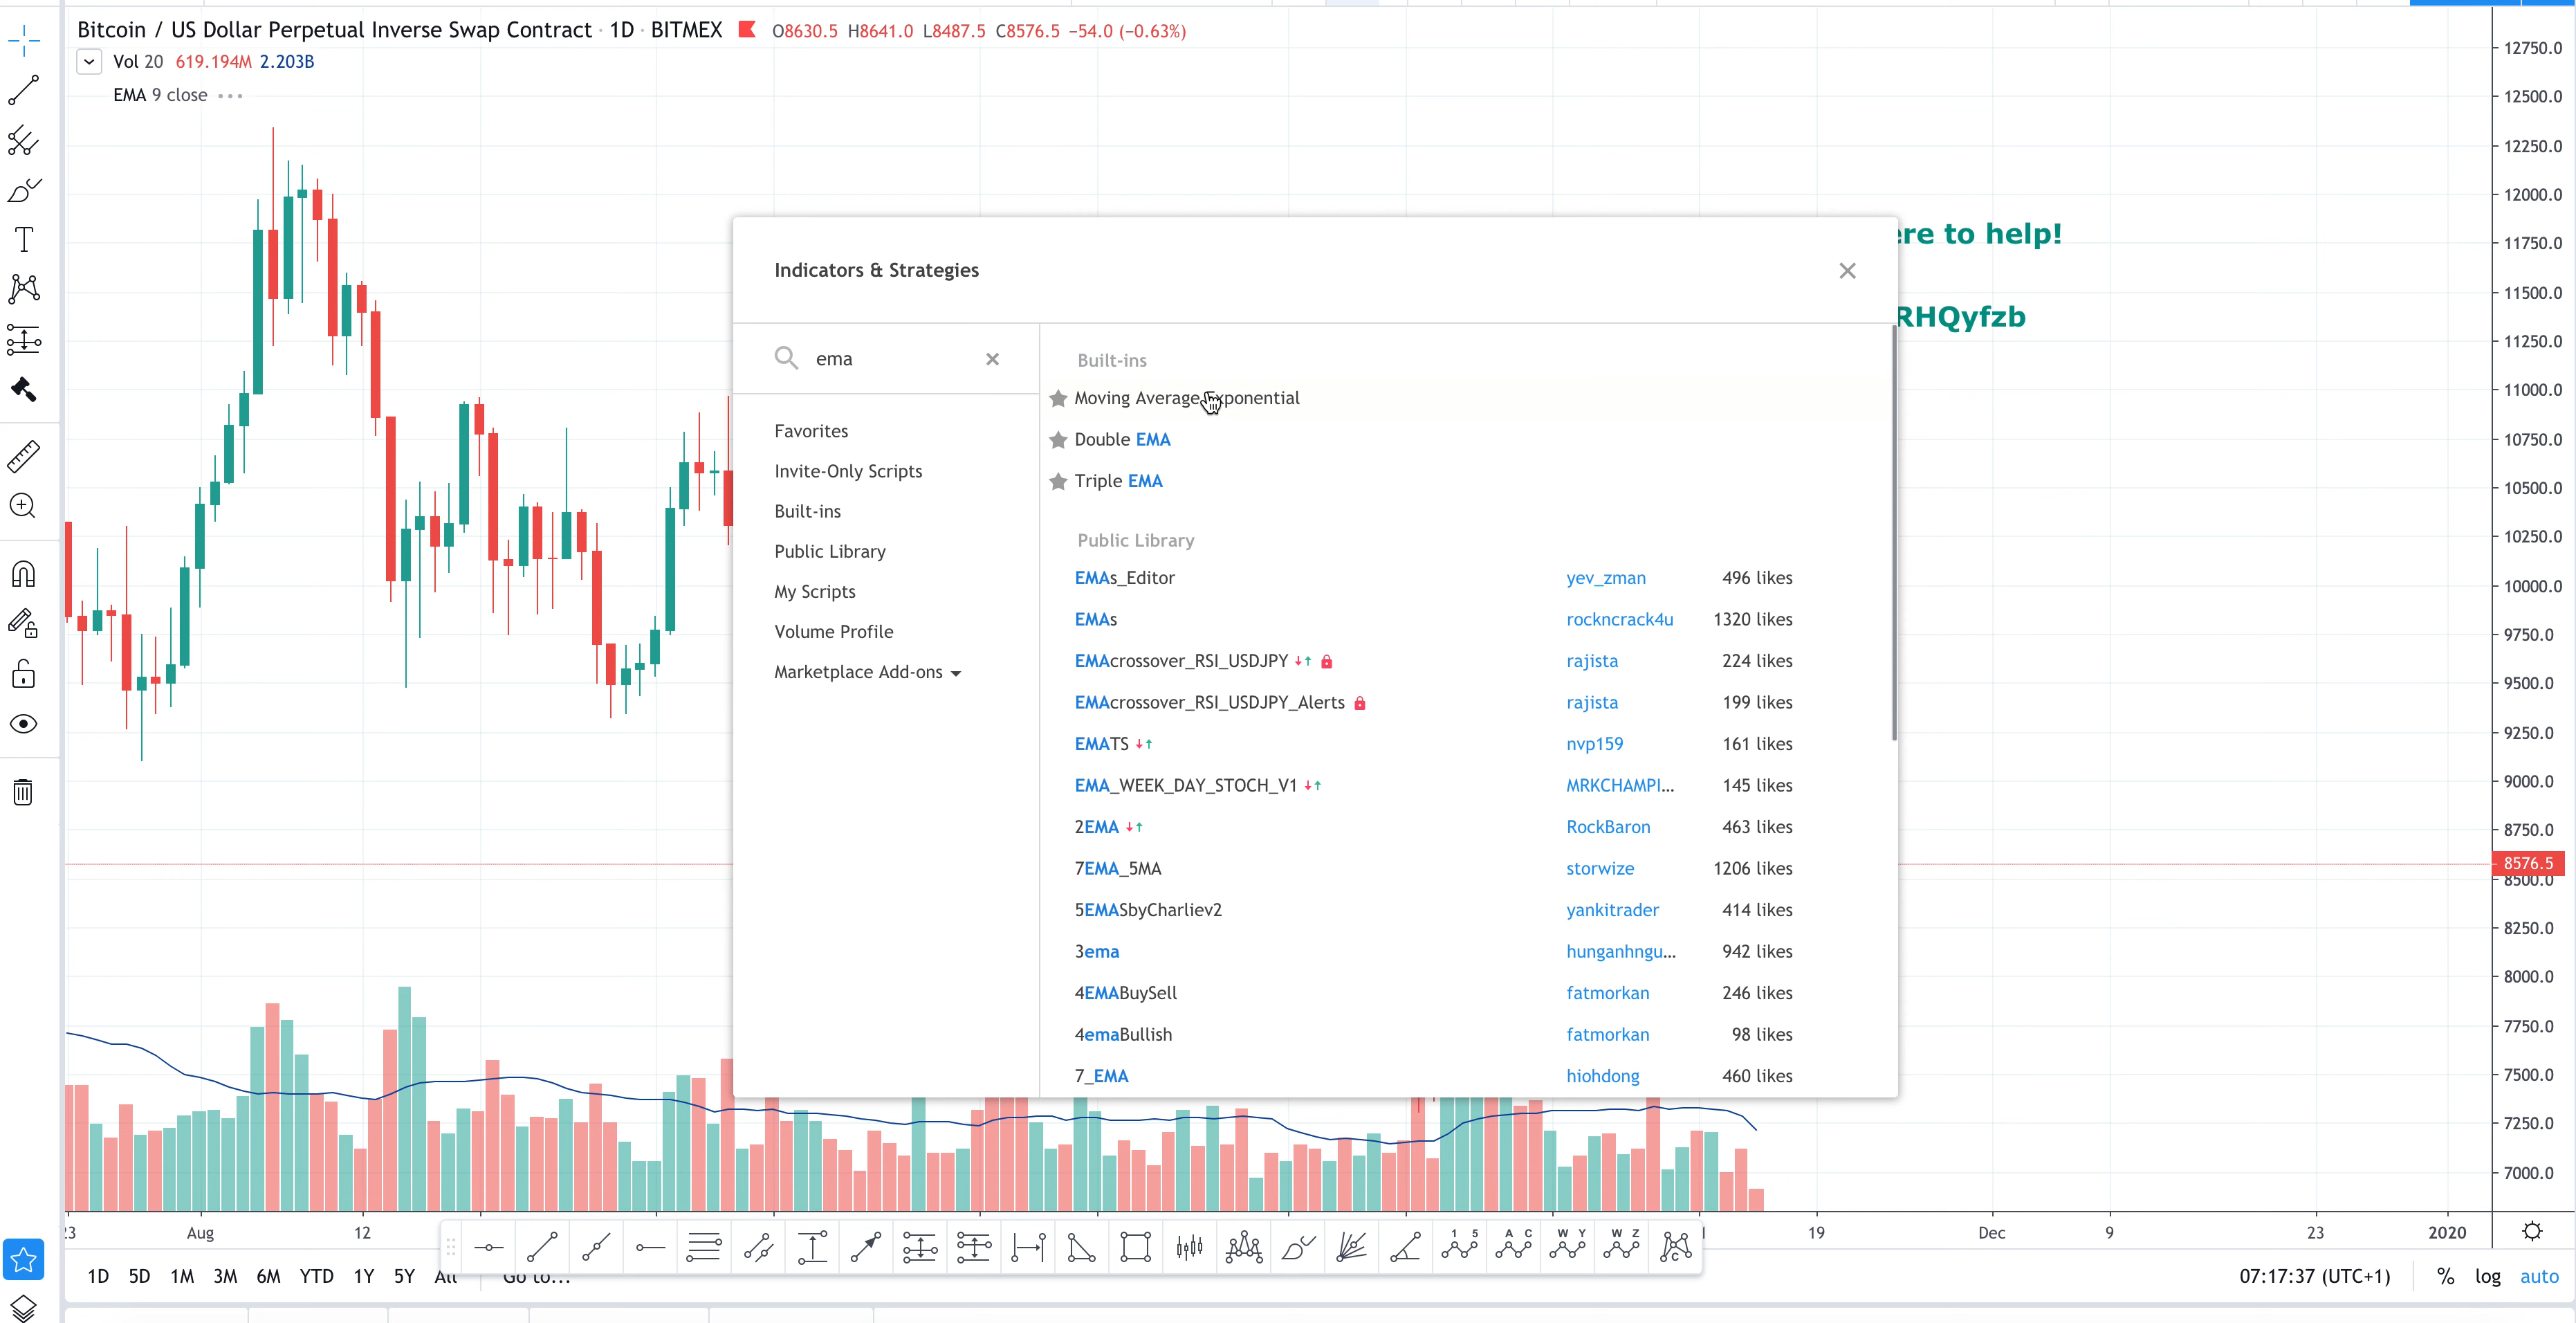 Bitcoin / US Dollar Perpetual Inverse Swap Contract · 1D · BITMEX O8630.5 H8641.0 L8487.5 C8576.5 −54.0 (−0.63%)
Vol 20 619.194M 2.203B
EMA 9 close
ere to help!
RHQyfzb
Indicators & Strategies
ema
Favorites
Invite-Only Scripts
Built-ins
Public Library
My Scripts
Volume Profile
Marketplace Add-ons
Built-ins
Moving Average Exponential
Double EMA
Triple EMA
Public Library
EMAs_Editor yev_zman 496 likes
EMAs rockncrack4u 1320 likes
EMAcrossover_RSI_USDJPY rajista 224 likes
EMAcrossover_RSI_USDJPY_Alerts rajista 199 likes
EMATS nvp159 161 likes
EMA_WEEK_DAY_STOCH_V1 MRKCHAMPI... 145 likes
2EMA RockBaron 463 likes
7EMA_5MA storwize 1206 likes
5EMASbyCharliev2 yankitrader 414 likes
3ema hunganhngu... 942 likes
4EMABuySell fatmorkan 246 likes
4emaBullish fatmorkan 98 likes
7_EMA hiohdong 460 likes
12750.0
12500.0
12250.0
12000.0
11750.0
11500.0
11250.0
11000.0
10750.0
10500.0
10250.0
10000.0
9750.0
9500.0
9250.0
9000.0
8750.0
8576.5
8500.0
8250.0
8000.0
7750.0
7500.0
7250.0
7000.0
23 Aug 12 19 Dec 9 23 2020
1 5 A C W Y W Z C
1D 5D 1M 3M 6M YTD 1Y 5Y All Go to...
07:17:37 (UTC+1) % log auto